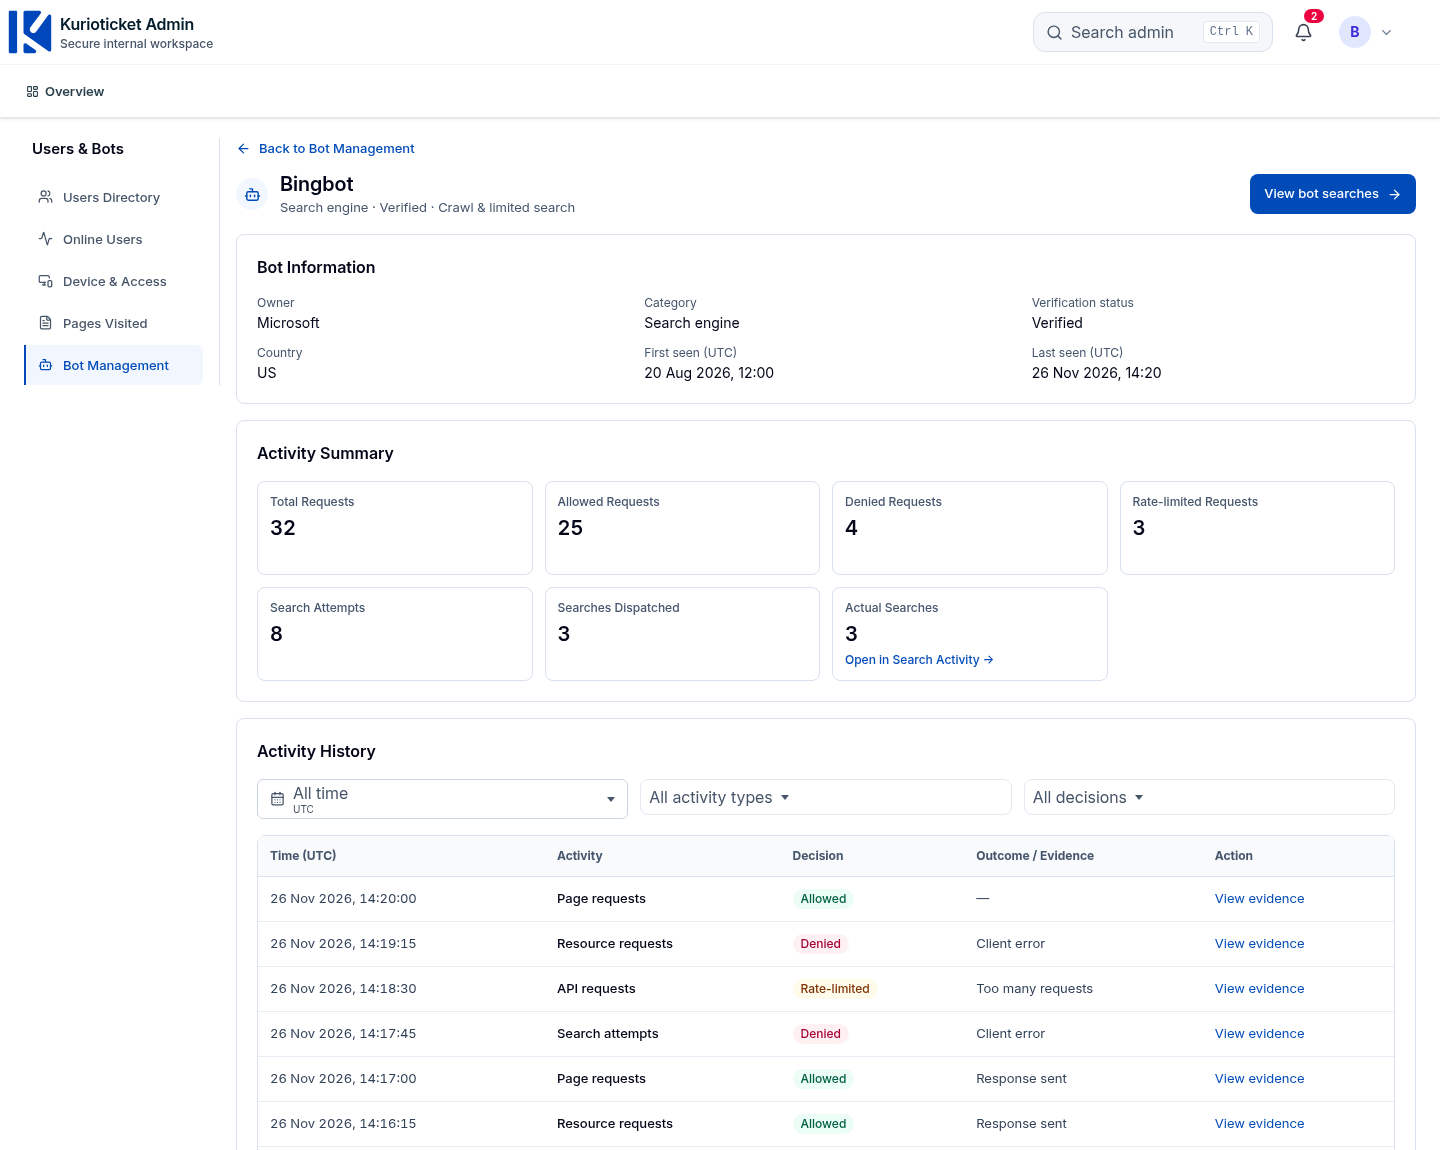 Kurioticket Admin
Secure internal workspace
Search admin
Ctrl K
2
B
Overview
Users & Bots
Users Directory
Online Users
Device & Access
Pages Visited
Bot Management
Back to Bot Management
Bingbot
Search engine · Verified · Crawl & limited search
View bot searches →
Bot Information
Owner
Microsoft
Category
Search engine
Verification status
Verified
Country
US
First seen (UTC)
20 Aug 2026, 12:00
Last seen (UTC)
26 Nov 2026, 14:20
Activity Summary
Total Requests
32
Allowed Requests
25
Denied Requests
4
Rate-limited Requests
3
Search Attempts
8
Searches Dispatched
3
Actual Searches
3
Open in Search Activity →
Activity History
All time
UTC
All activity types
All decisions
Time (UTC) Activity Decision Outcome / Evidence Action
26 Nov 2026, 14:20:00 Page requests Allowed — View evidence
26 Nov 2026, 14:19:15 Resource requests Denied Client error View evidence
26 Nov 2026, 14:18:30 API requests Rate-limited Too many requests View evidence
26 Nov 2026, 14:17:45 Search attempts Denied Client error View evidence
26 Nov 2026, 14:17:00 Page requests Allowed Response sent View evidence
26 Nov 2026, 14:16:15 Resource requests Allowed Response sent View evidence